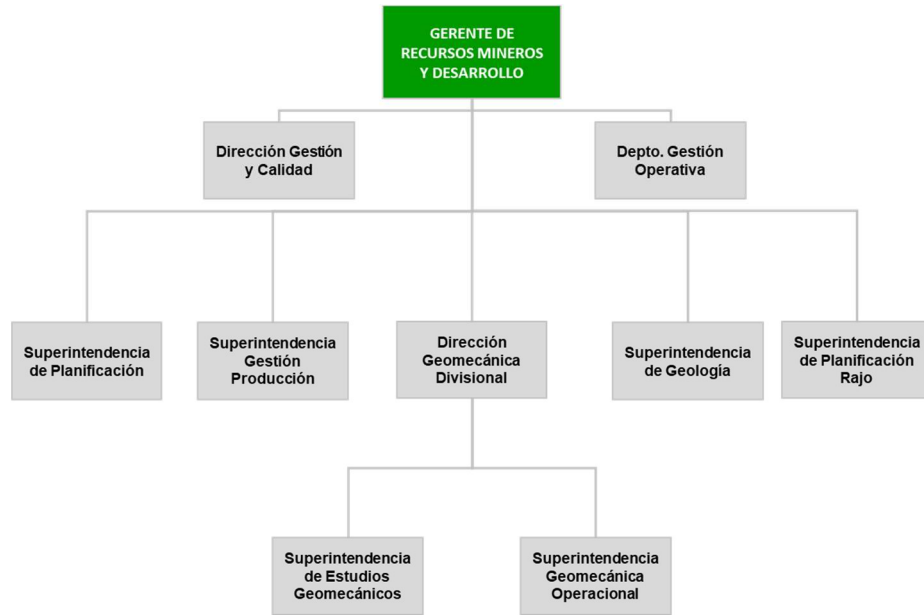 GERENTE DE
RECURSOS MINEROS
Y DESARROLLO
Dirección Gestión
y Calidad
Depto. Gestión
Operativa
Superintendencia
de Planificación
Superintendencia
Gestión
Producción
Dirección
Geomecánica
Divisional
Superintendencia
de Geología
Superintendencia
de Planificación
Rajo
Superintendencia
de Estudios
Geomecánicos
Superintendencia
Geomecánica
Operacional